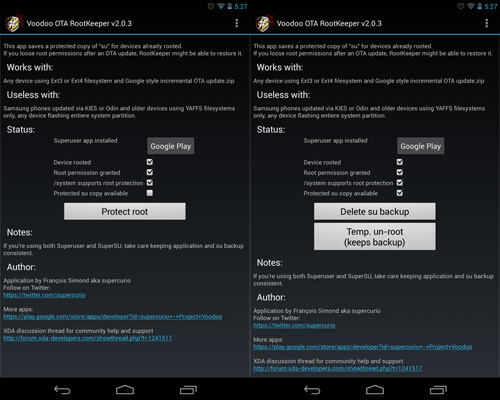 5:27
Voodoo OTA RootKeeper v2.0.3
This app saves a protected copy of "su" for devices already rooted.
If you loose root permissions after an OTA update, RootKeeper might be able to restore it.
Works with:
Any device using Ext3 or Ext4 filesystem and Google style incremental OTA update.zip
Useless with:
Samsung phones updated via KIES or Odin and older devices using YAFFS filesystems
only, any device flashing entiere system partition.
Status:
Superuser app installed
Google Play
Device rooted
Root permission granted
/system supports root protection
Protected su copy available
Protect root
Notes:
If you're using both Superuser and SuperSU, take care keeping application and su backup
consistent.
Author:
Application by François Simond aka supercurio
Follow on Twitter:
https://twitter.com/supercurio
More apps:
https://play.google.com/store/apps/developer?id=supercurio+-+Project+Voodoo
XDA discussion thread for community help and support
http://forum.xda-developers.com/showthread.php?t=1241517
5:27
Voodoo OTA RootKeeper v2.0.3
This app saves a protected copy of "su" for devices already rooted.
If you loose root permissions after an OTA update, RootKeeper might be able to restore it.
Works with:
Any device using Ext3 or Ext4 filesystem and Google style incremental OTA update.zip
Useless with:
Samsung phones updated via KIES or Odin and older devices using YAFFS filesystems
only, any device flashing entiere system partition.
Status:
Superuser app installed
Google Play
Device rooted
Root permission granted
/system supports root protection
Protected su copy available
Delete su backup
Temp. un-root
(keeps backup)
Notes:
If you're using both Superuser and SuperSU, take care keeping application and su backup
consistent.
Author:
Application by François Simond aka supercurio
Follow on Twitter:
https://twitter.com/supercurio
More apps:
https://play.google.com/store/apps/developer?id=supercurio+-+Project+Voodoo
XDA discussion thread for community help and support
http://forum.xda-developers.com/showthread.php?t=1241517